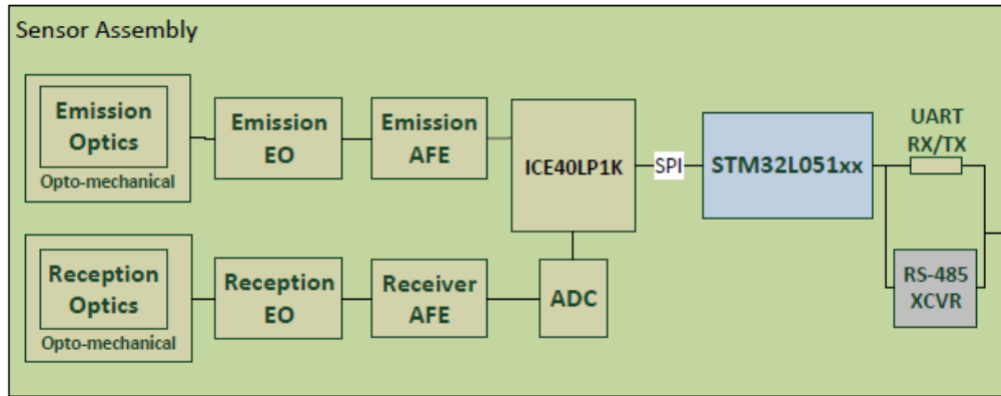 Sensor Assembly
Emission
Optics
Opto-mechanical
Emission
EO
Emission
AFE
ICE40LP1K
SPI
STM32L051xx
UART
RX/TX
Reception
Optics
Opto-mechanical
Reception
EO
Receiver
AFE
ADC
RS-485
XCVR